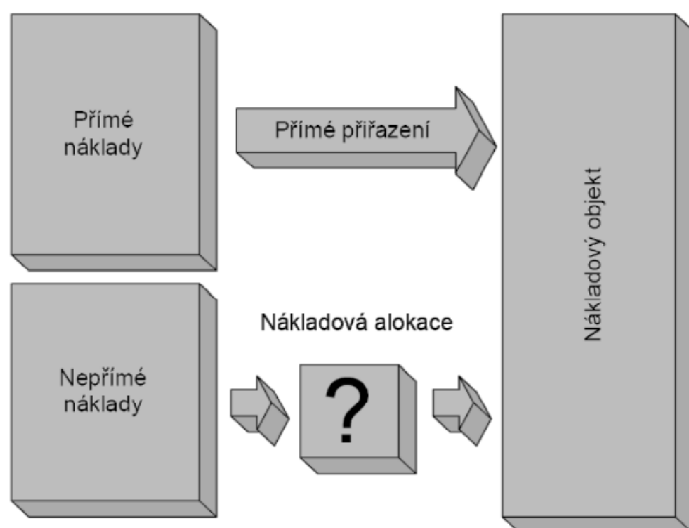 Přímé
náklady
Přímé přiřazení
Nákladový objekt
Nákladová alokace
Nepřímé
náklady
?